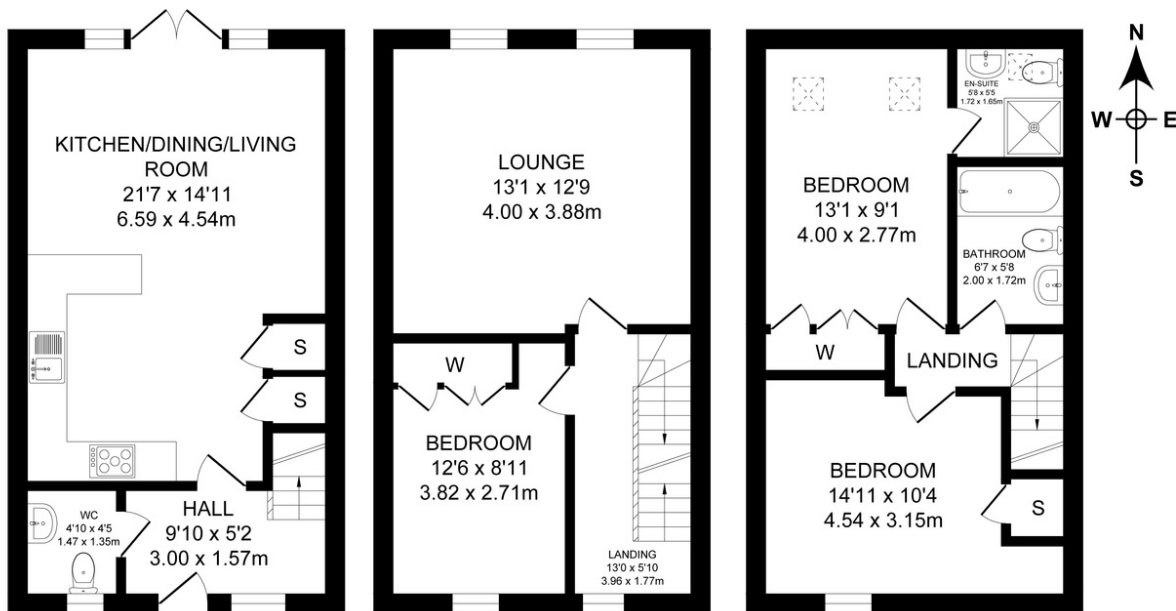 KITCHEN/DINING/LIVING
ROOM
21'7 x 14'11
6.59 x 4.54m
S
S
WC
4'10 x 4'5
1.47 x 1.35m
HALL
9'10 x 5'2
3.00 x 1.57m
LOUNGE
13'1 x 12'9
4.00 x 3.88m
W
BEDROOM
12'6 x 8'11
3.82 x 2.71m
LANDING
13'0 x 5'10
3.96 x 1.77m
BEDROOM
13'1 x 9'1
4.00 x 2.77m
EN-SUITE
5'8 x 5'5
1.72 x 1.65m
BATHROOM
6'7 x 5'8
2.00 x 1.72m
W
LANDING
BEDROOM
14'11 x 10'4
4.54 x 3.15m
S
N
W E
S